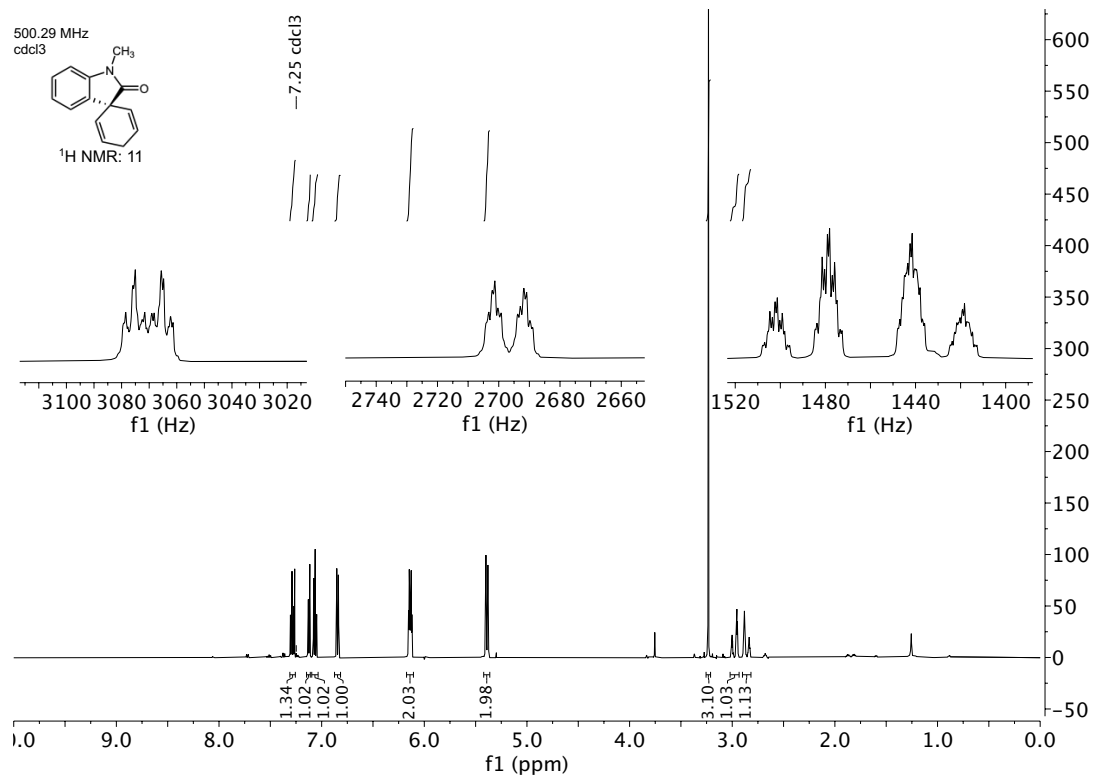 500.29 MHz
cdcl3
CH3
N
O
1H NMR: 11
—7.25 cdcl3
3100 3080 3060 3040 3020
f1 (Hz)
2740 2720 2700 2680 2660
f1 (Hz)
1520 1480 1440 1400
f1 (Hz)
600
550
500
450
400
350
300
250
200
150
100
50
0
−50
1.34
1.02
1.02
1.00
2.03
1.98
3.10
1.03
1.13
).0 9.0 8.0 7.0 6.0 5.0 4.0 3.0 2.0 1.0 0.0
f1 (ppm)